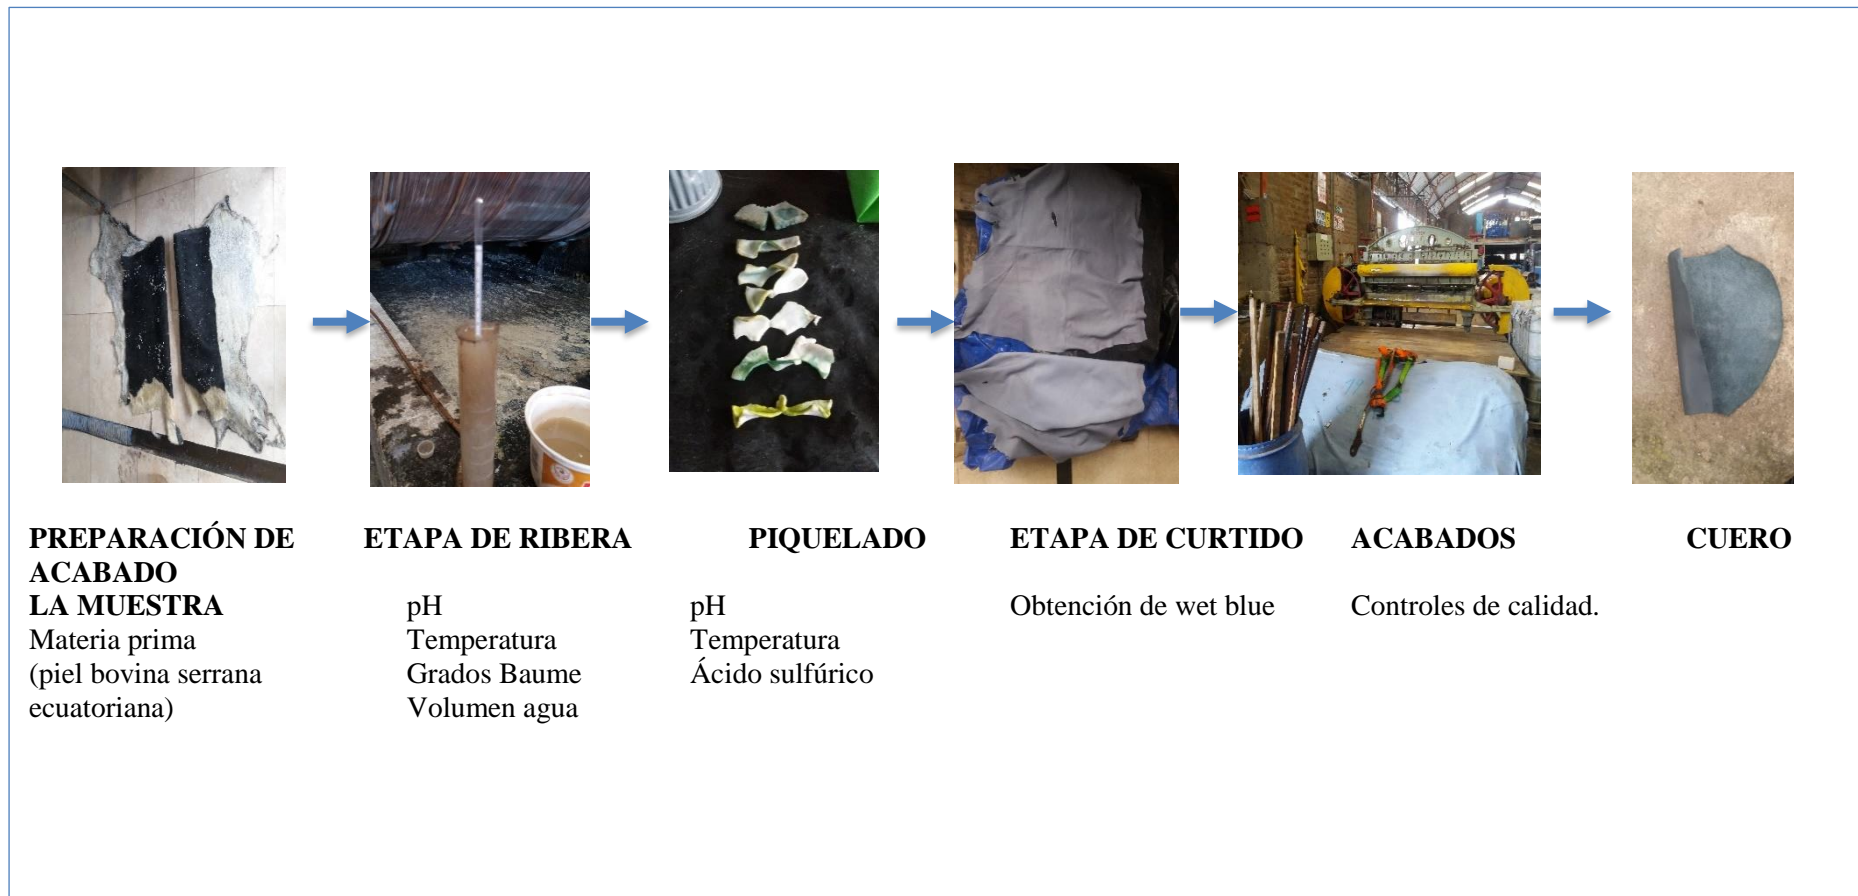 PREPARACIÓN DE
ACABADO
LA MUESTRA
Materia prima
(piel bovina serrana
ecuatoriana)
ETAPA DE RIBERA
pH
Temperatura
Grados Baume
Volumen agua
PIQUELADO
pH
Temperatura
Ácido sulfúrico
ETAPA DE CURTIDO
Obtención de wet blue
ACABADOS
Controles de calidad.
CUERO